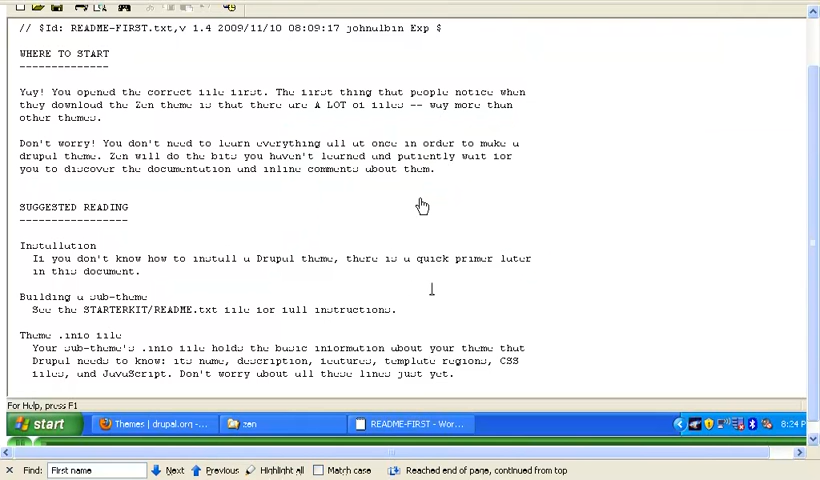 // $Id: README-FIRST.txt,v 1.4 2009/11/10 08:09:17 johnalbin Exp $
WHERE TO START
--------------
Yay! You opened the correct file first. The first thing that people notice when
they download the Zen theme is that there are A LOT of files -- way more than
other themes.
Don't worry! You don't need to learn everything all at once in order to make a
drupal theme. Zen will do the bits you haven't learned and patiently wait for
you to discover the documentation and inline comments about them.
SUGGESTED READING
-----------------
Installation
If you don't know how to install a Drupal theme, there is a quick primer later
in this document.
Building a sub-theme
See the STARTERKIT/README.txt file for full instructions.
Theme .info file
Your sub-theme's .info file holds the basic information about your theme that
Drupal needs to know: its name, description, features, template regions, CSS
files, and JavaScript. Don't worry about all these lines just yet.
For Help, press F1
start Themes | drupal.org - ... zen README-FIRST - Wor... 8:24 P
Find: First name Next Previous Highlight all Match case Reached end of page, continued from top